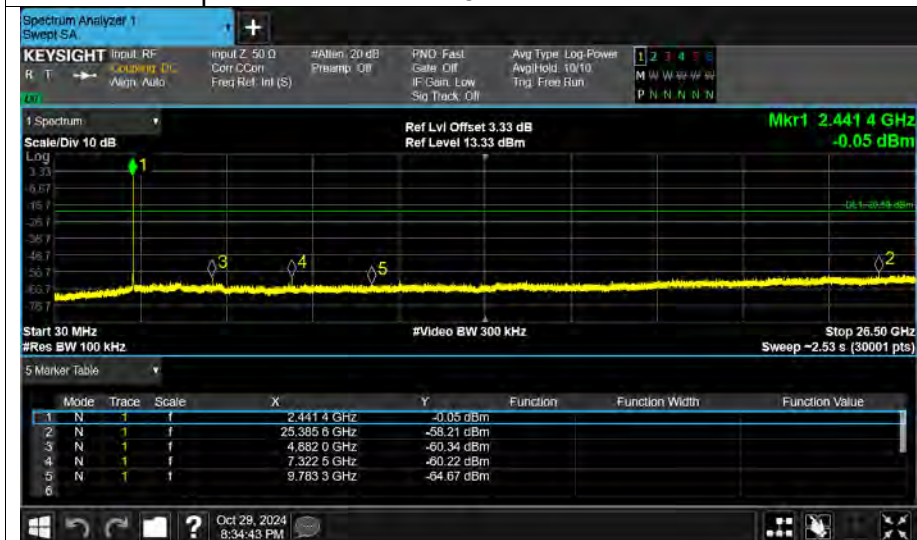 Spectrum Analyzer 1
Swept SA
+
KEYSIGHT Input: RF Input Z: 50 Ω #Atten: 20 dB PNO: Fast Avg Type: Log-Power 1 2 3 4 5 6
R T Coupling: DC Corr CCorr Preamp: Off Gate: Off Avg|Hold: 10/10 M W W W W W
Align: Auto Freq Ref: Int (S) IF Gain: Low Trig: Free Run
Sig Track: Off P N N N N N
1 Spectrum
Scale/Div 10 dB
Ref Lvl Offset 3.33 dB
Ref Level 13.33 dBm
Mkr1 2.441 4 GHz
-0.05 dBm
Log
3.33
-6.67
-16.7
-26.7
-36.7
-46.7
-56.7
-66.7
-76.7
1
3
4
5
2
Start 30 MHz #Video BW 300 kHz Stop 26.50 GHz
#Res BW 100 kHz Sweep ~2.53 s (30001 pts)
5 Marker Table
Mode Trace Scale X Y Function Function Width Function Value
1 N 1 f 2.441 4 GHz -0.05 dBm
2 N 1 f 25.385 6 GHz -58.21 dBm
3 N 1 f 4.882 0 GHz -60.34 dBm
4 N 1 f 7.322 5 GHz -60.22 dBm
5 N 1 f 9.783 3 GHz -64.67 dBm
6
?
Oct 29, 2024
8:34:43 PM